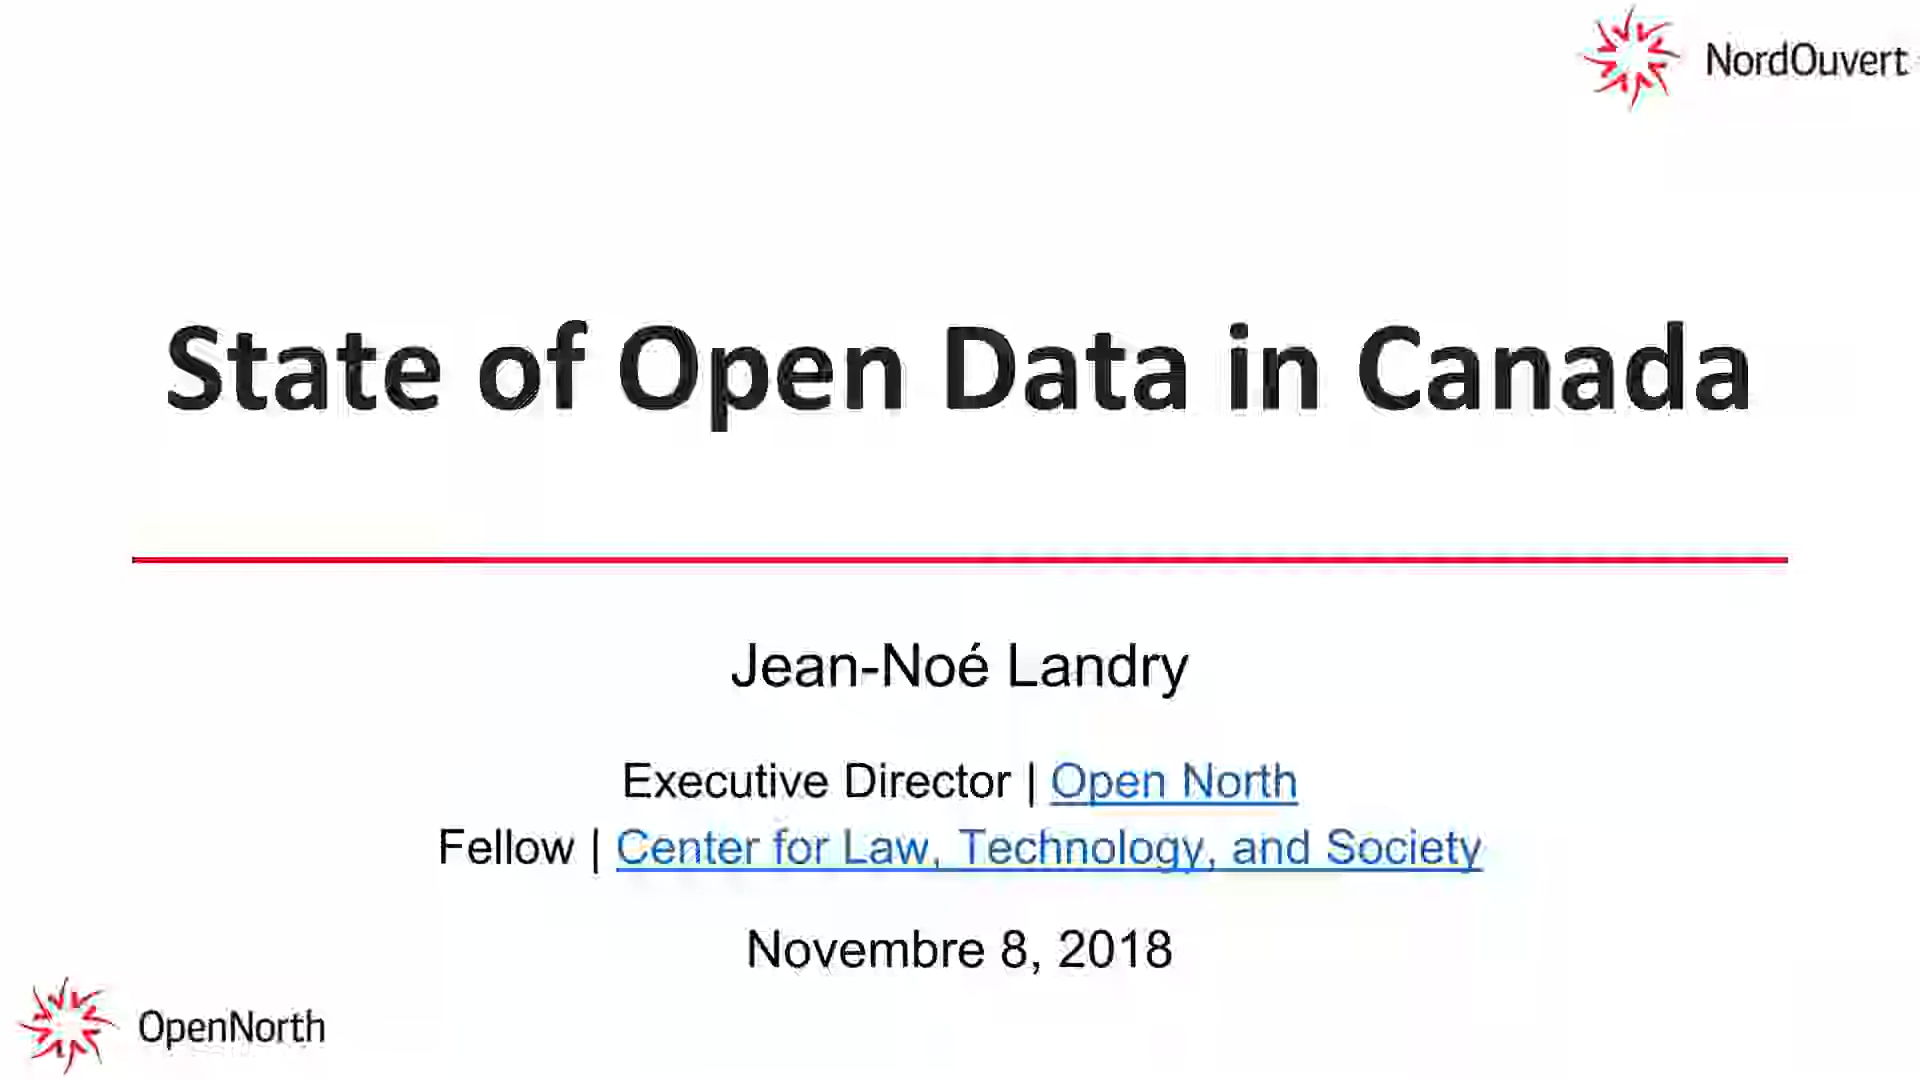 NordOuvert
State of Open Data in Canada
Jean-Noé Landry
Executive Director | Open North
Fellow | Center for Law, Technology, and Society
Novembre 8, 2018
OpenNorth